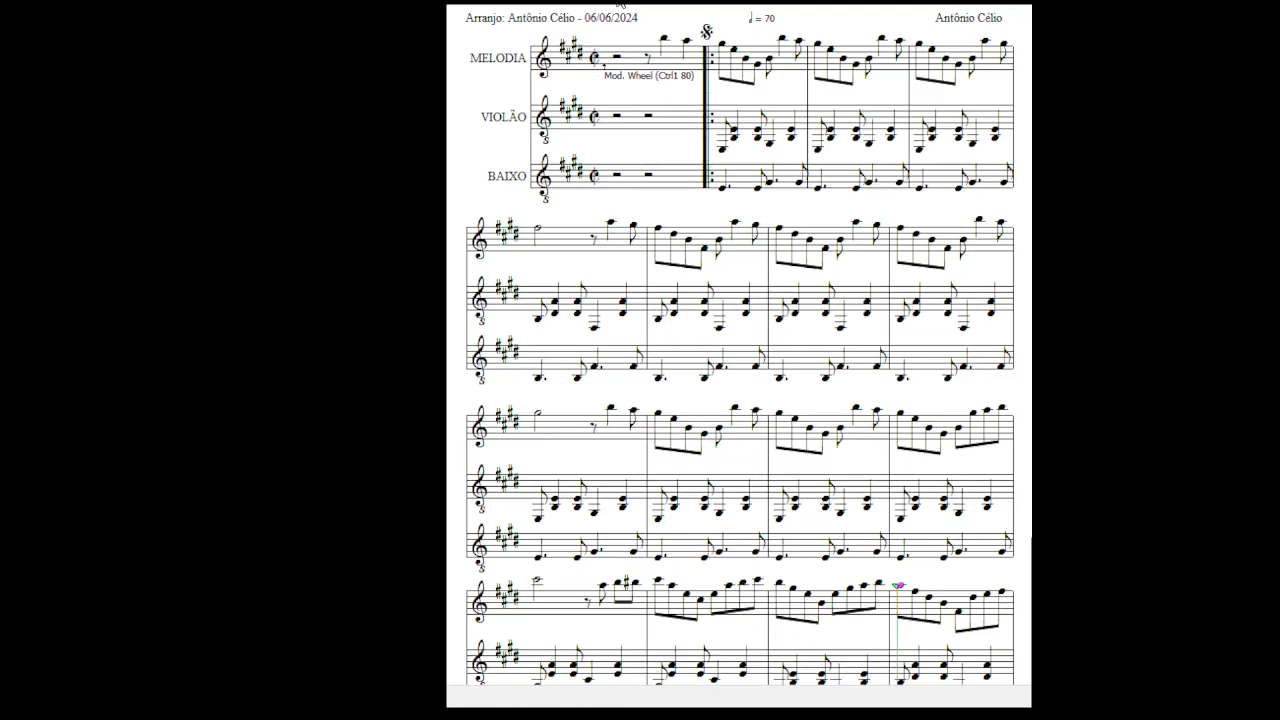 Arranjo: Antônio Célio - 06/06/2024
= 70
Antônio Célio
MELODIA
Mod. Wheel (Ctrl1 80)
VIOLÃO
BAIXO